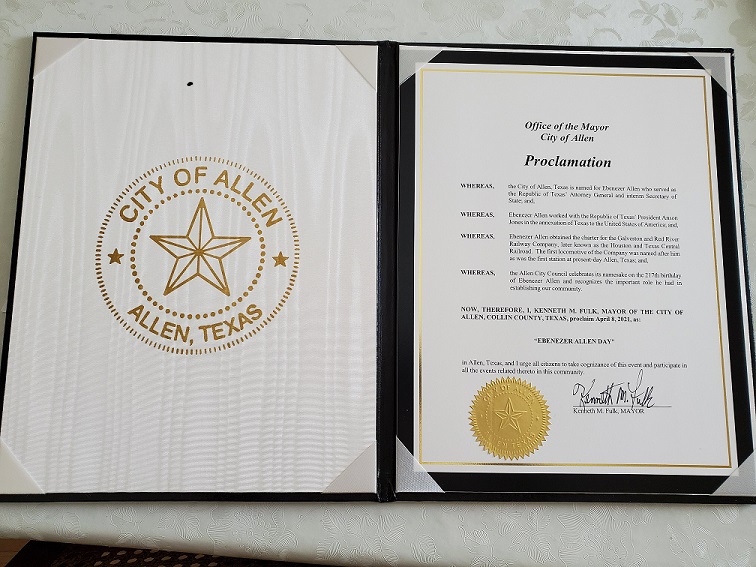 CITY OF ALLEN
ALLEN, TEXAS
Office of the Mayor
City of Allen
Proclamation
WHEREAS, the City of Allen, Texas is named for Ebenezer Allen who served as
the Republic of Texas' Attorney General and interim Secretary of
State; and,
WHEREAS, Ebenezer Allen worked with the Republic of Texas' President Anson
Jones in the annexation of Texas to the United States of America; and,
WHEREAS, Ebenezer Allen obtained the charter for the Galveston and Red River
Railway Company, later known as the Houston and Texas Central
Railroad. The first locomotive of the Company was named after him
as was the first station at present-day Allen, Texas; and,
WHEREAS, the Allen City Council celebrates its namesake on the 217th birthday
of Ebenezer Allen and recognizes the important role he had in
establishing our community.
NOW, THEREFORE, I, KENNETH M. FULK, MAYOR OF THE CITY OF
ALLEN, COLLIN COUNTY, TEXAS, proclaim April 8, 2021, as:
"EBENEZER ALLEN DAY"
in Allen, Texas, and I urge all citizens to take cognizance of this event and participate in
all the events related thereto in this community.
Kenneth M. Fulk
Kenneth M. Fulk, MAYOR
CITY OF ALLEN
ALLEN TEXAS